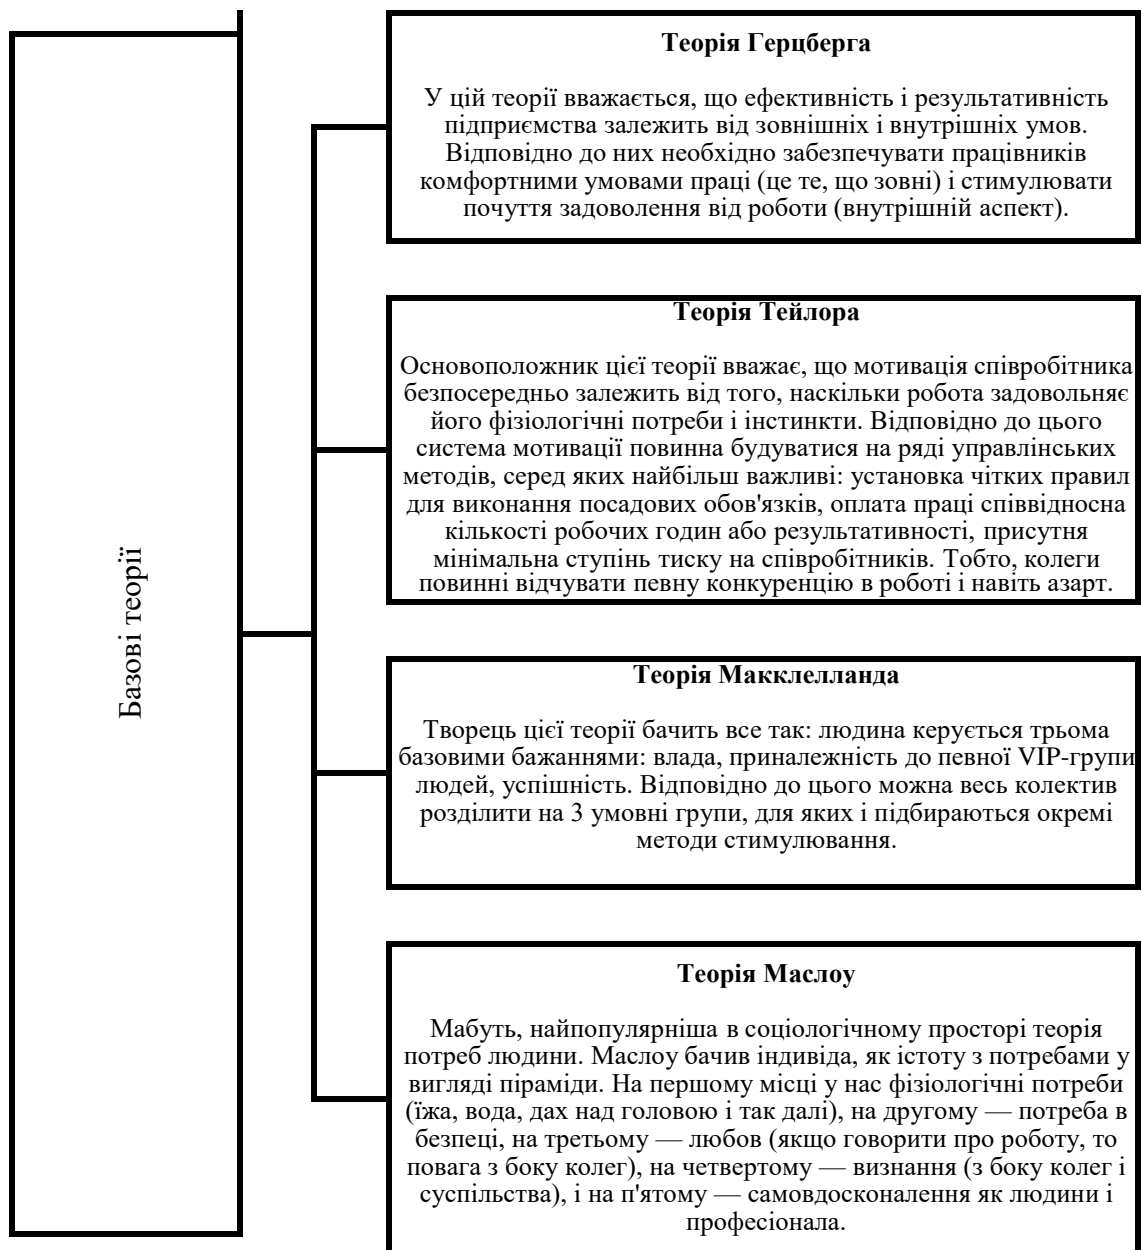 Базові теорії
Теорія Герцберга
У цій теорії вважається, що ефективність і результативність
підприємства залежить від зовнішніх і внутрішніх умов.
Відповідно до них необхідно забезпечувати працівників
комфортними умовами праці (це те, що зовні) і стимулювати
почуття задоволення від роботи (внутрішній аспект).
Теорія Тейлора
Основоположник цієї теорії вважає, що мотивація співробітника
безпосередньо залежить від того, наскільки робота задовольняє
його фізіологічні потреби і інстинкти. Відповідно до цього
система мотивації повинна будуватися на ряді управлінських
методів, серед яких найбільш важливі: установка чітких правил
для виконання посадових обов'язків, оплата праці співвідносна
кількості робочих годин або результативності, присутня
мінімальна ступінь тиску на співробітників. Тобто, колеги
повинні відчувати певну конкуренцію в роботі і навіть азарт.
Теорія Макклелланда
Творець цієї теорії бачить все так: людина керується трьома
базовими бажаннями: влада, приналежність до певної VIP-групи
людей, успішність. Відповідно до цього можна весь колектив
розділити на 3 умовні групи, для яких і підбираються окремі
методи стимулювання.
Теорія Маслоу
Мабуть, найпопулярніша в соціологічному просторі теорія
потреб людини. Маслоу бачив індивіда, як істоту з потребами у
вигляді піраміди. На першому місці у нас фізіологічні потреби
(їжа, вода, дах над головою і так далі), на другому — потреба в
безпеці, на третьому — любов (якщо говорити про роботу, то
повага з боку колег), на четвертому — визнання (з боку колег і
суспільства), і на п'ятому — самовдосконалення як людини і
професіонала.